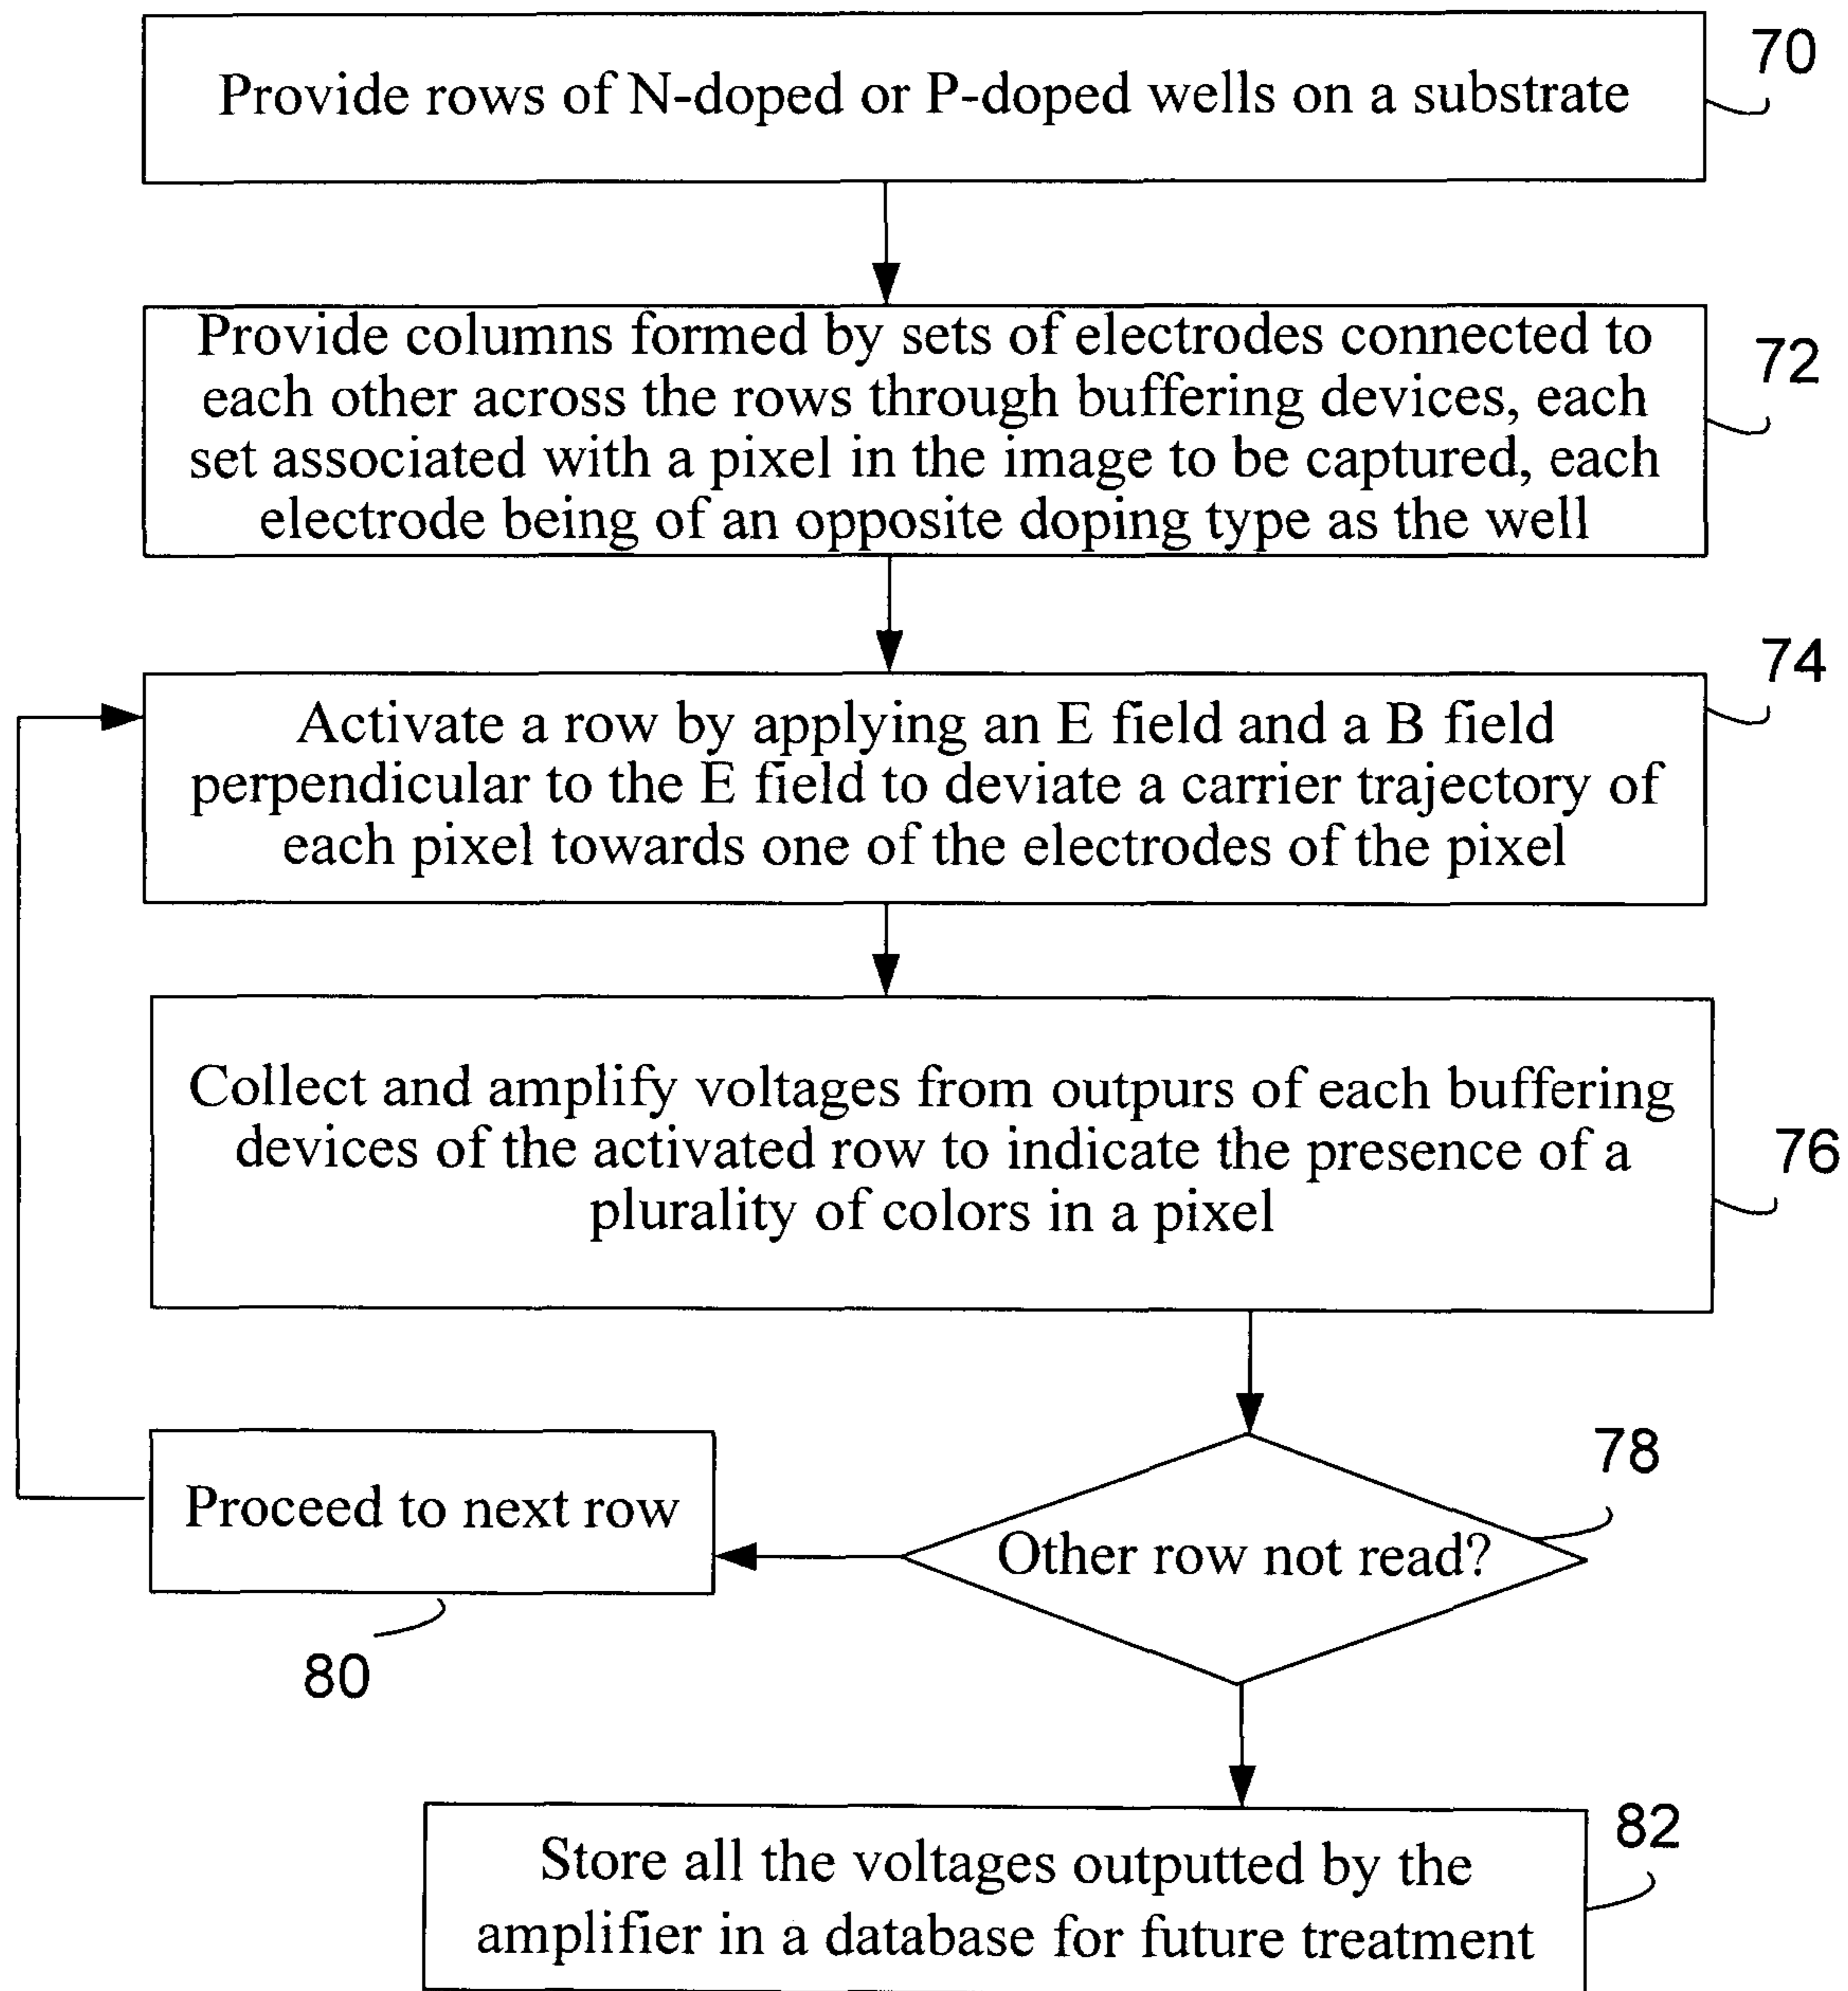 Provide rows of N-doped or P-doped wells on a substrate
70
Provide columns formed by sets of electrodes connected to
each other across the rows through buffering devices, each
set associated with a pixel in the image to be captured, each
electrode being of an opposite doping type as the well
72
Activate a row by applying an E field and a B field
perpendicular to the E field to deviate a carrier trajectory of
each pixel towards one of the electrodes of the pixel
74
Collect and amplify voltages from outpurs of each buffering
devices of the activated row to indicate the presence of a
plurality of colors in a pixel
76
Other row not read?
78
Proceed to next row
80
Store all the voltages outputted by the
amplifier in a database for future treatment
82